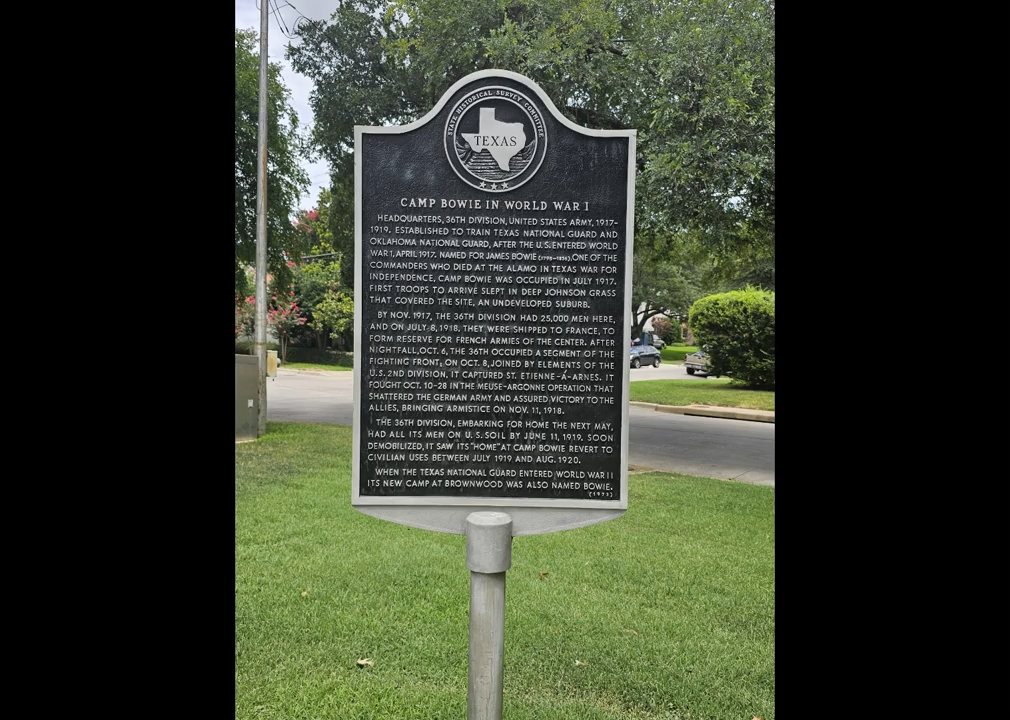 STATE HISTORICAL SURVEY COMMITTEE
TEXAS
CAMP BOWIE IN WORLD WAR I
HEADQUARTERS, 36TH DIVISION, UNITED STATES ARMY, 1917-
1919. ESTABLISHED TO TRAIN TEXAS NATIONAL GUARD AND
OKLAHOMA NATIONAL GUARD, AFTER THE U.S. ENTERED WORLD
WAR I, APRIL 1917. NAMED FOR JAMES BOWIE (1795-1836), ONE OF THE
COMMANDERS WHO DIED AT THE ALAMO IN TEXAS WAR FOR
INDEPENDENCE, CAMP BOWIE WAS OCCUPIED IN JULY 1917.
FIRST TROOPS TO ARRIVE SLEPT IN DEEP JOHNSON GRASS
THAT COVERED THE SITE, AN UNDEVELOPED SUBURB.
BY NOV. 1917, THE 36TH DIVISION HAD 25,000 MEN HERE,
AND ON JULY 8, 1918, THEY WERE SHIPPED TO FRANCE, TO
FORM RESERVE FOR FRENCH ARMIES OF THE CENTER. AFTER
NIGHTFALL, OCT. 6, THE 36TH OCCUPIED A SEGMENT OF THE
FIGHTING FRONT; ON OCT. 8, JOINED BY ELEMENTS OF THE
U.S. 2ND DIVISION, IT CAPTURED ST. ETIENNE-Á-ARNES. IT
FOUGHT OCT. 10-28 IN THE MEUSE-ARGONNE OPERATION THAT
SHATTERED THE GERMAN ARMY AND ASSURED VICTORY TO THE
ALLIES, BRINGING ARMISTICE ON NOV. 11, 1918.
THE 36TH DIVISION, EMBARKING FOR HOME THE NEXT MAY,
HAD ALL ITS MEN ON U.S. SOIL BY JUNE 11, 1919. SOON
DEMOBILIZED, IT SAW ITS "HOME" AT CAMP BOWIE REVERT TO
CIVILIAN USES BETWEEN JULY 1919 AND AUG. 1920.
WHEN THE TEXAS NATIONAL GUARD ENTERED WORLD WAR II
ITS NEW CAMP AT BROWNWOOD WAS ALSO NAMED BOWIE.
(1973)